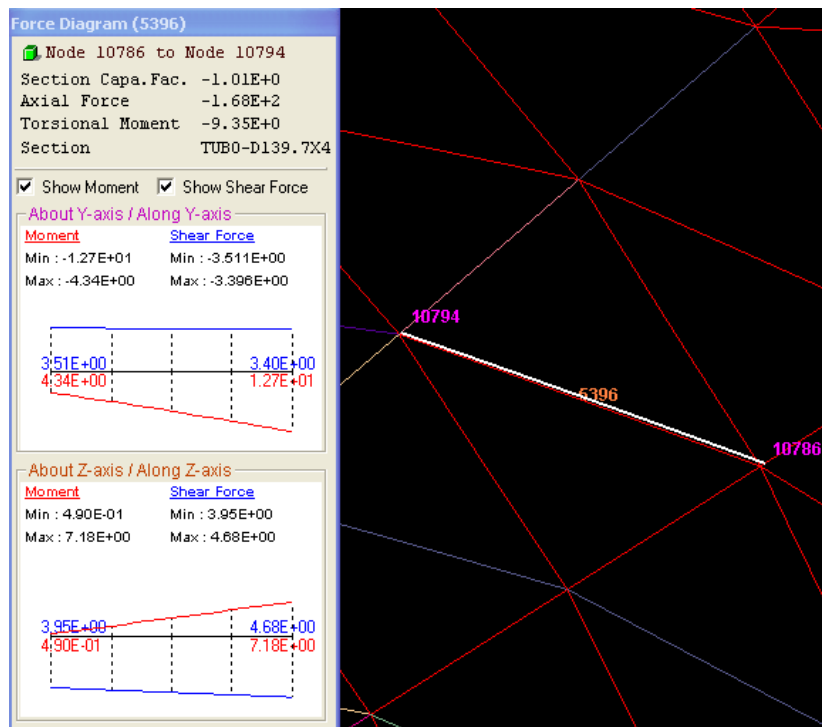 Force Diagram (5396)
Node 10786 to Node 10794
Section Capa.Fac. -1.01E+0
Axial Force -1.68E+2
Torsional Moment -9.35E+0
Section TUB0-D139.7X4
Show Moment Show Shear Force
About Y-axis / Along Y-axis
Moment Shear Force
Min : -1.27E+01 Min : -3.511E+00
Max : -4.34E+00 Max : -3.396E+00
3.51E+00 3.40E+00
4.34E+00 1.27E+01
About Z-axis / Along Z-axis
Moment Shear Force
Min : 4.90E-01 Min : 3.95E+00
Max : 7.18E+00 Max : 4.68E+00
3.95E+00 4.68E+00
4.90E-01 7.18E+00
10794
5396
10786